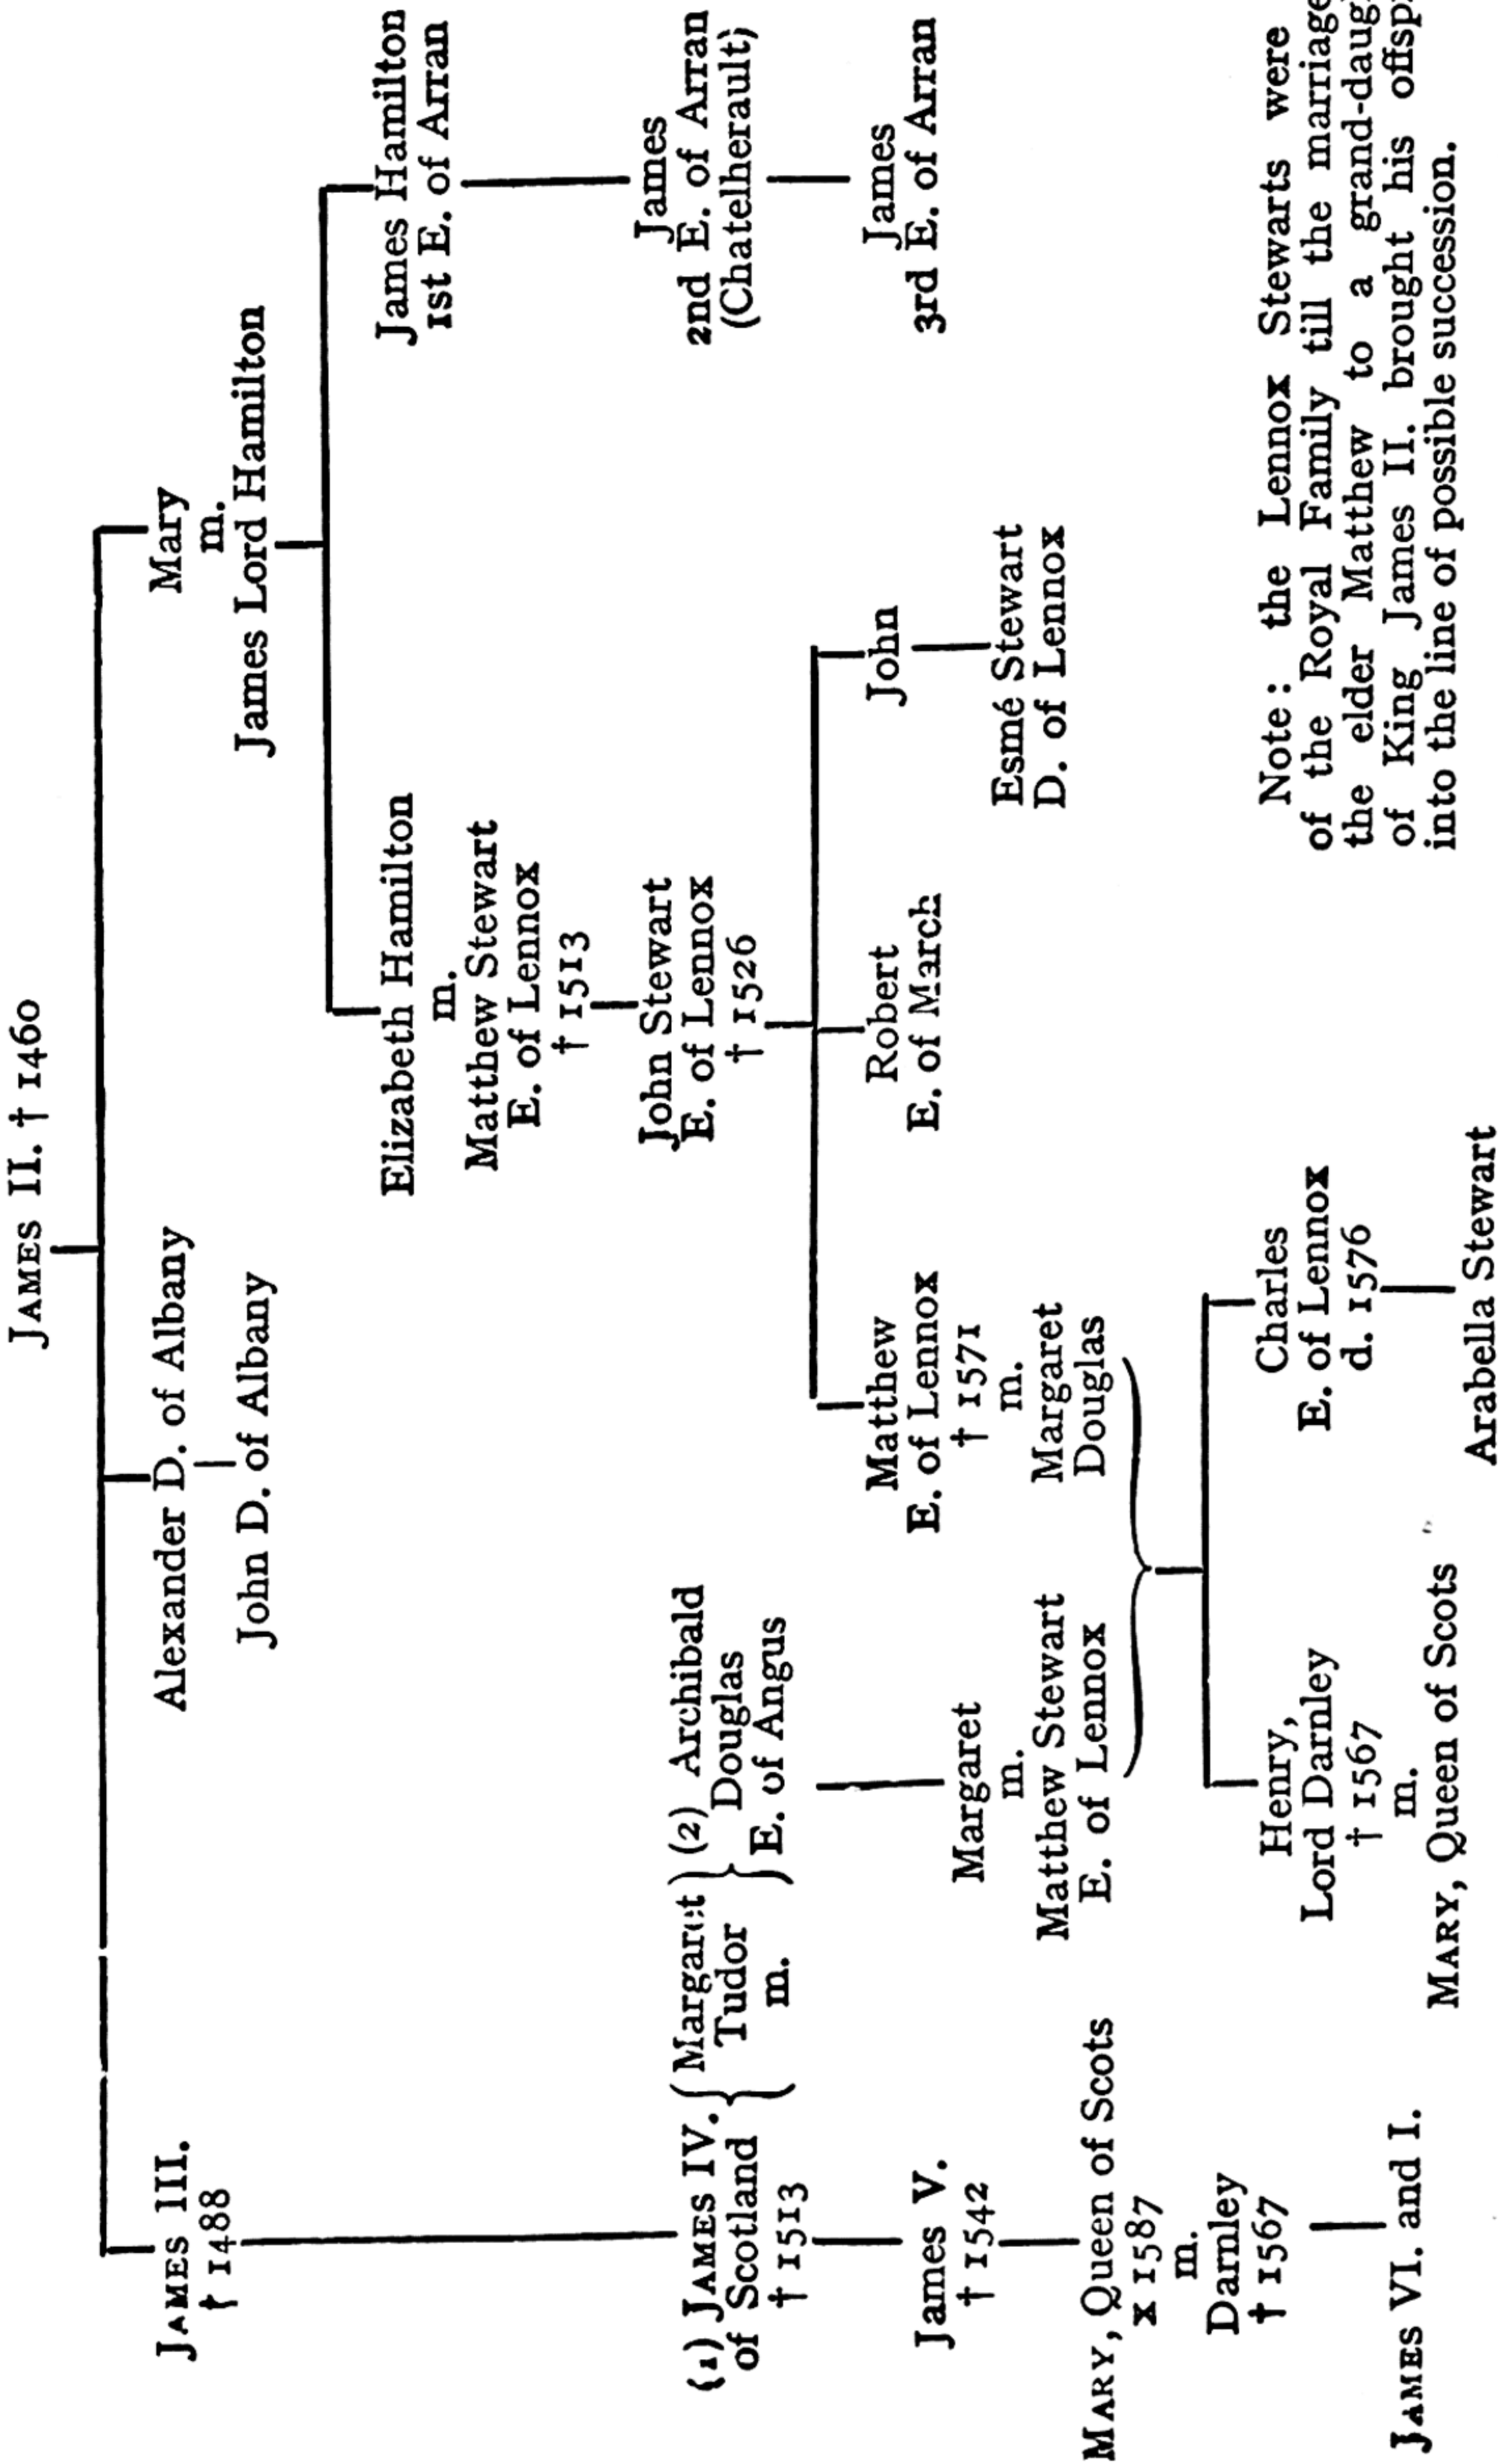 JAMES II. † 1460
JAMES III.
† 1488
Alexander D. of Albany
John D. of Albany
Mary
m.
James Lord Hamilton
Elizabeth Hamilton
m.
Matthew Stewart
E. of Lennox
† 1513
James Hamilton
1st E. of Arran
(1) JAMES IV.
of Scotland
† 1513
Margaret
Tudor
m.
(2) Archibald
Douglas
E. of Angus
John Stewart
E. of Lennox
† 1526
James
2nd E. of Arran
(Chatelherault)
James V.
† 1542
Margaret
m.
Matthew Stewart
E. of Lennox
Matthew
E. of Lennox
† 1571
m.
Margaret
Douglas
Robert
E. of March
John
Esmé Stewart
D. of Lennox
James
3rd E. of Arran
MARY, Queen of Scots
x 1587
m.
Darnley
† 1567
JAMES VI. and I.
Henry,
Lord Darnley
† 1567
m.
MARY, Queen of Scots
Charles
E. of Lennox
d. 1576
Arabella Stewart
Note: the Lennox Stewarts were
of the Royal Family till the marriage
the elder Matthew to a grand-daug
of King James II. brought his offsp
into the line of possible succession.